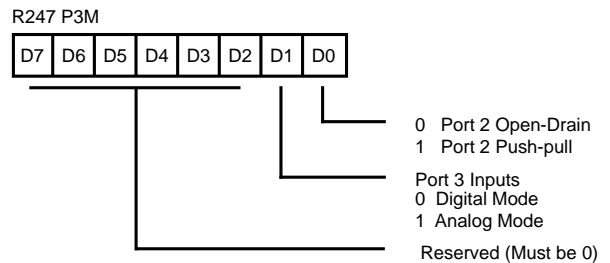 R247 P3M
D7 D6 D5 D4 D3 D2 D1 D0
0 Port 2 Open-Drain
1 Port 2 Push-pull
Port 3 Inputs
0 Digital Mode
1 Analog Mode
Reserved (Must be 0)